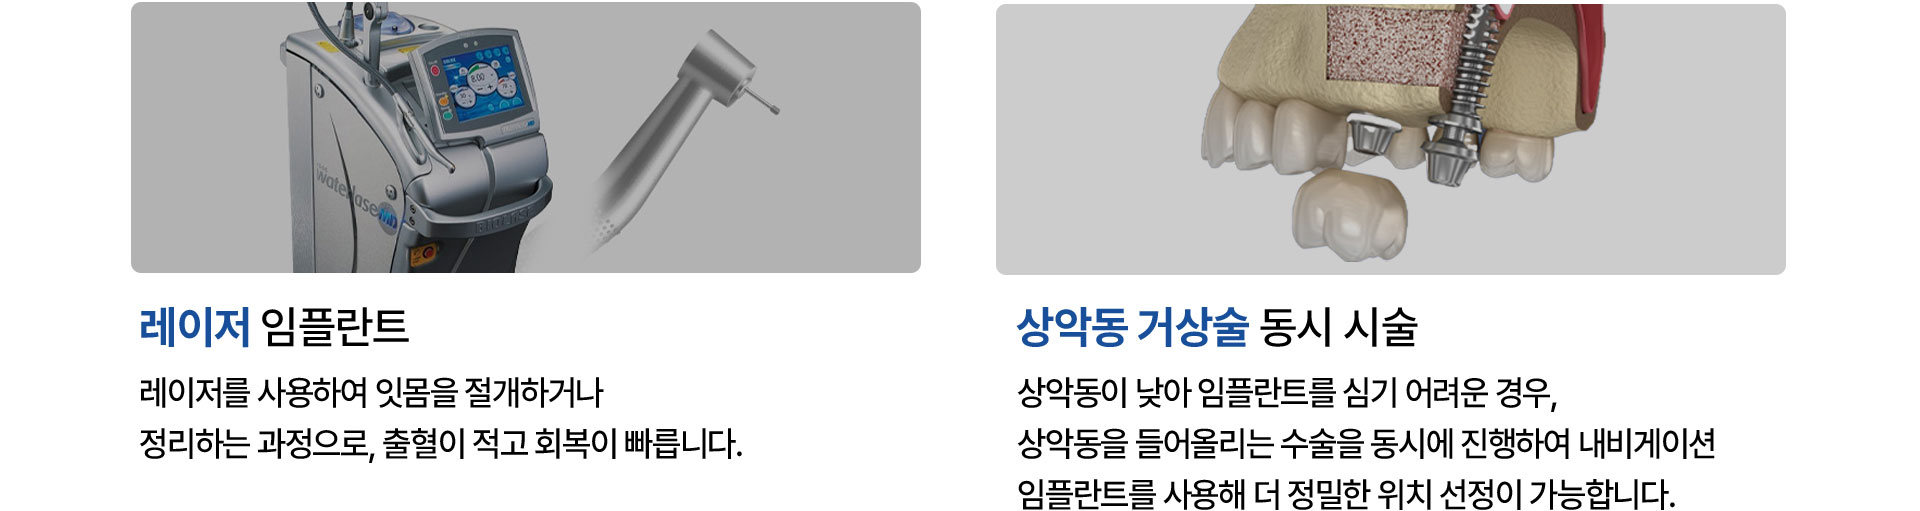 8.00
waterlase MD
BIOLASE
레이저 임플란트
레이저를 사용하여 잇몸을 절개하거나
정리하는 과정으로, 출혈이 적고 회복이 빠릅니다.
상악동 거상술 동시 시술
상악동이 낮아 임플란트를 심기 어려운 경우,
상악동을 들어올리는 수술을 동시에 진행하여 내비게이션
임플란트를 사용해 더 정밀한 위치 선정이 가능합니다.